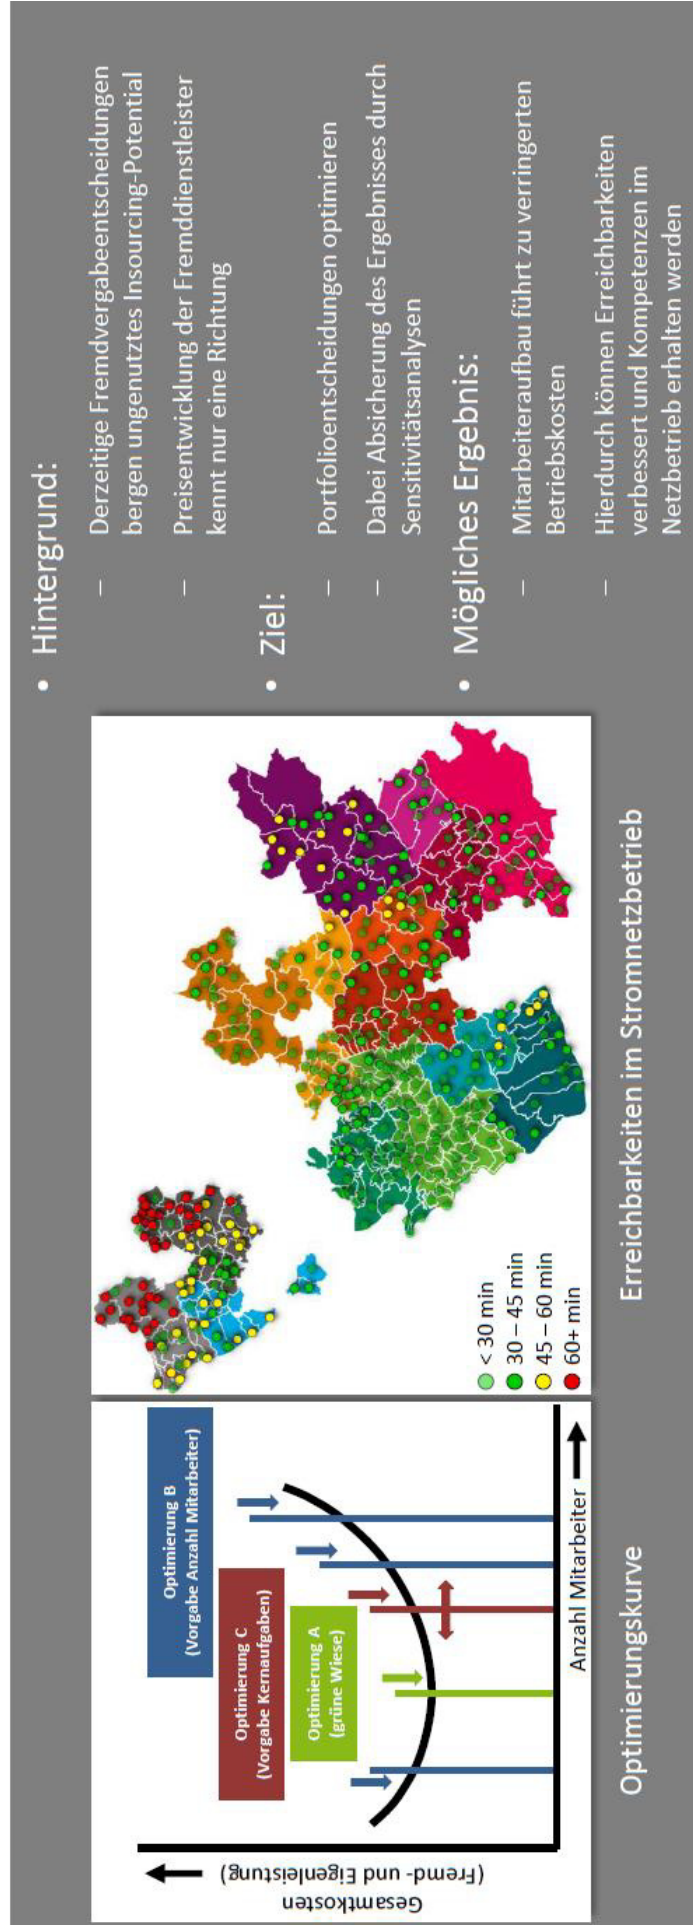 Gesamtkosten
(Fremd- und Eigenleistung)
Optimierung B
(Vorgabe Anzahl Mitarbeiter)
Optimierung C
(Vorgabe Kernaufgaben)
Optimierung A
(grüne Wiese)
Anzahl Mitarbeiter
Optimierungskurve
< 30 min
30 – 45 min
45 – 60 min
60+ min
Erreichbarkeiten im Stromnetzbetrieb
• Hintergrund:
– Derzeitige Fremdvergabeentscheidungen
bergen ungenutztes Insourcing-Potential
– Preisentwicklung der Fremddienstleister
kennt nur eine Richtung
• Ziel:
– Portfolioentscheidungen optimieren
– Dabei Absicherung des Ergebnisses durch
Sensitivitätsanalysen
• Mögliches Ergebnis:
– Mitarbeiteraufbau führt zu verringerten
Betriebskosten
– Hierdurch können Erreichbarkeiten
verbessert und Kompetenzen im
Netzbetrieb erhalten werden